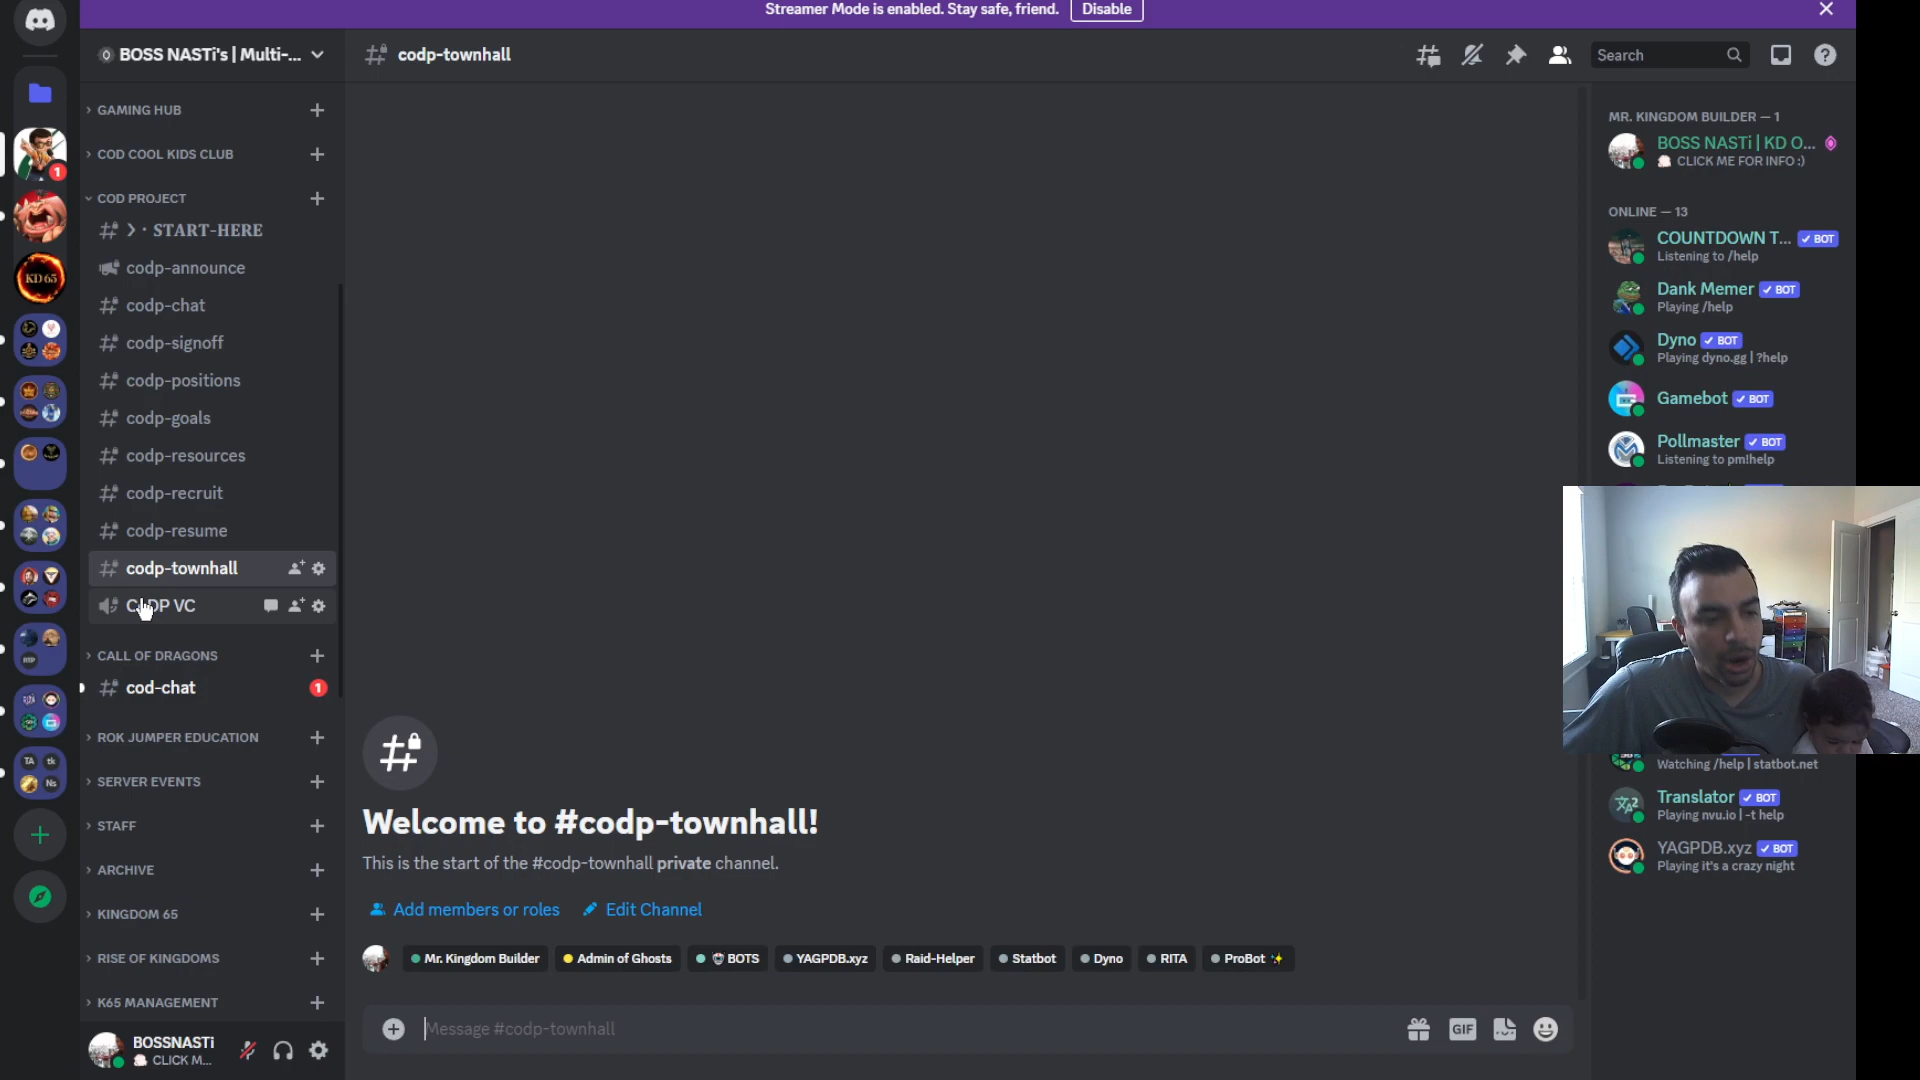 Streamer Mode is enabled. Stay safe, friend. Disable
BOSS NASTi's | Multi-...
codp-townhall
Search
GAMING HUB
COD COOL KIDS CLUB
COD PROJECT
START-HERE
codp-announce
codp-chat
codp-signoff
codp-positions
codp-goals
codp-resources
codp-recruit
codp-resume
codp-townhall
VC
CALL OF DRAGONS
cod-chat 1
ROK JUMPER EDUCATION
SERVER EVENTS
STAFF
ARCHIVE
KINGDOM 65
RISE OF KINGDOMS
K65 MANAGEMENT
BOSSNASTi
CLICK M...
1
KD 65
TA tk
Ns
Welcome to #codp-townhall!
This is the start of the #codp-townhall private channel.
Add members or roles Edit Channel
Mr. Kingdom Builder Admin of Ghosts BOTS YAGPDB.xyz Raid-Helper Statbot Dyno RITA ProBot ✨
Message #codp-townhall
GIF
MR. KINGDOM BUILDER — 1
BOSS NASTi | KD O...
CLICK ME FOR INFO :)
ONLINE — 13
COUNTDOWN T... ✓ BOT
Listening to /help
Dank Memer ✓ BOT
Playing /help
Dyno ✓ BOT
Playing dyno.gg | ?help
Gamebot ✓ BOT
Pollmaster ✓ BOT
Listening to pm!help
Watching /help | statbot.net
Translator ✓ BOT
Playing nvu.io | -t help
YAGPDB.xyz ✓ BOT
Playing it's a crazy night